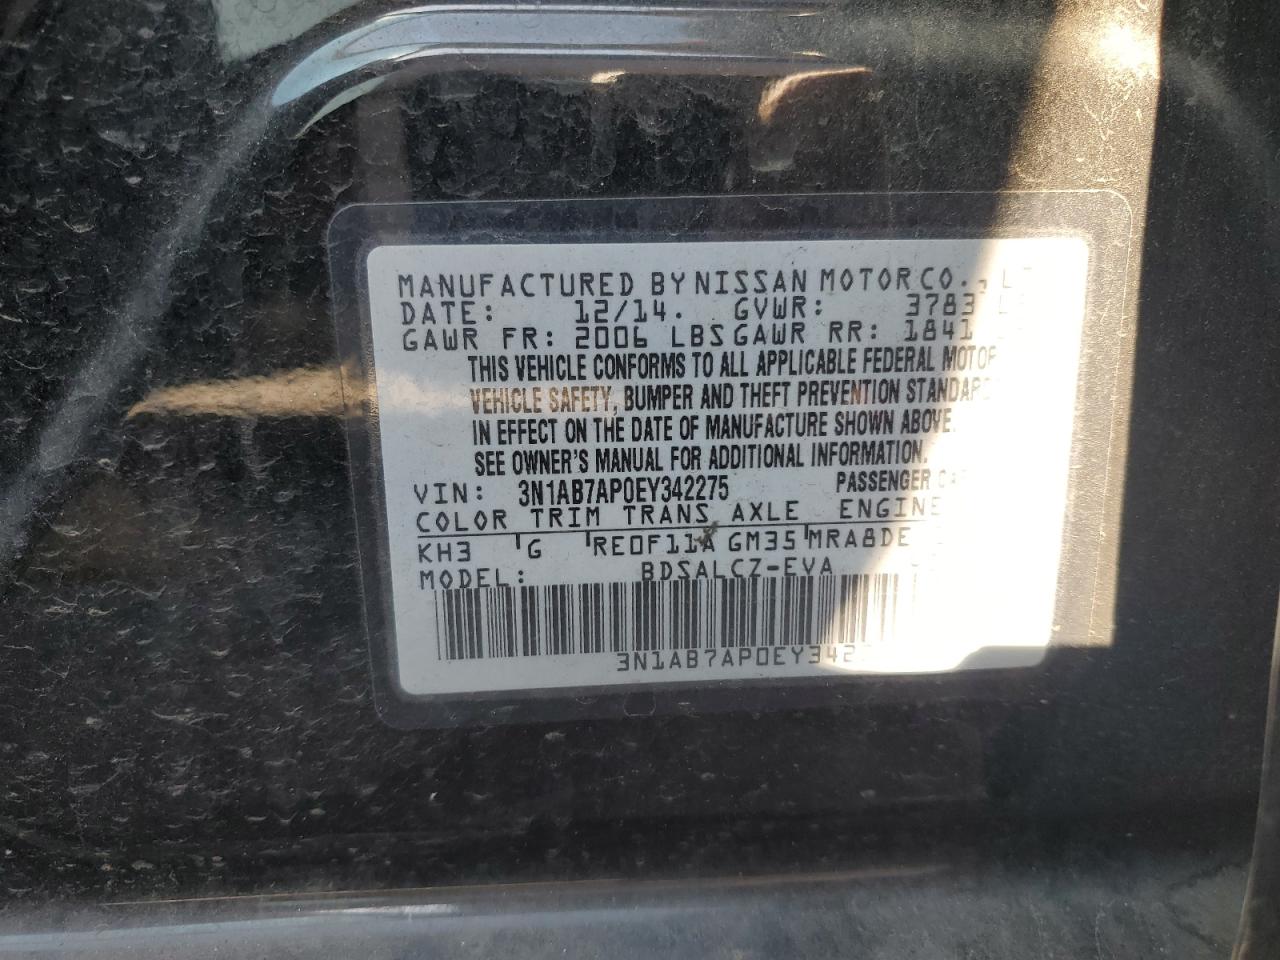 MANUFACTURED BY NISSAN MOTOR CO.,
DATE: 12/14. GVWR: 3783
GAWR FR: 2006 LBS GAWR RR: 1841
THIS VEHICLE CONFORMS TO ALL APPLICABLE FEDERAL MOTOR
VEHICLE SAFETY, BUMPER AND THEFT PREVENTION STANDARDS
IN EFFECT ON THE DATE OF MANUFACTURE SHOWN ABOVE.
SEE OWNER'S MANUAL FOR ADDITIONAL INFORMATION.
VIN: 3N1AB7AP0EY342275 PASSENGER
COLOR TRIM TRANS AXLE ENGINE
KH3 G RE0F11A GM35 MRA8DE
MODEL: BDSALCZ-EVA
3N1AB7AP0EY342